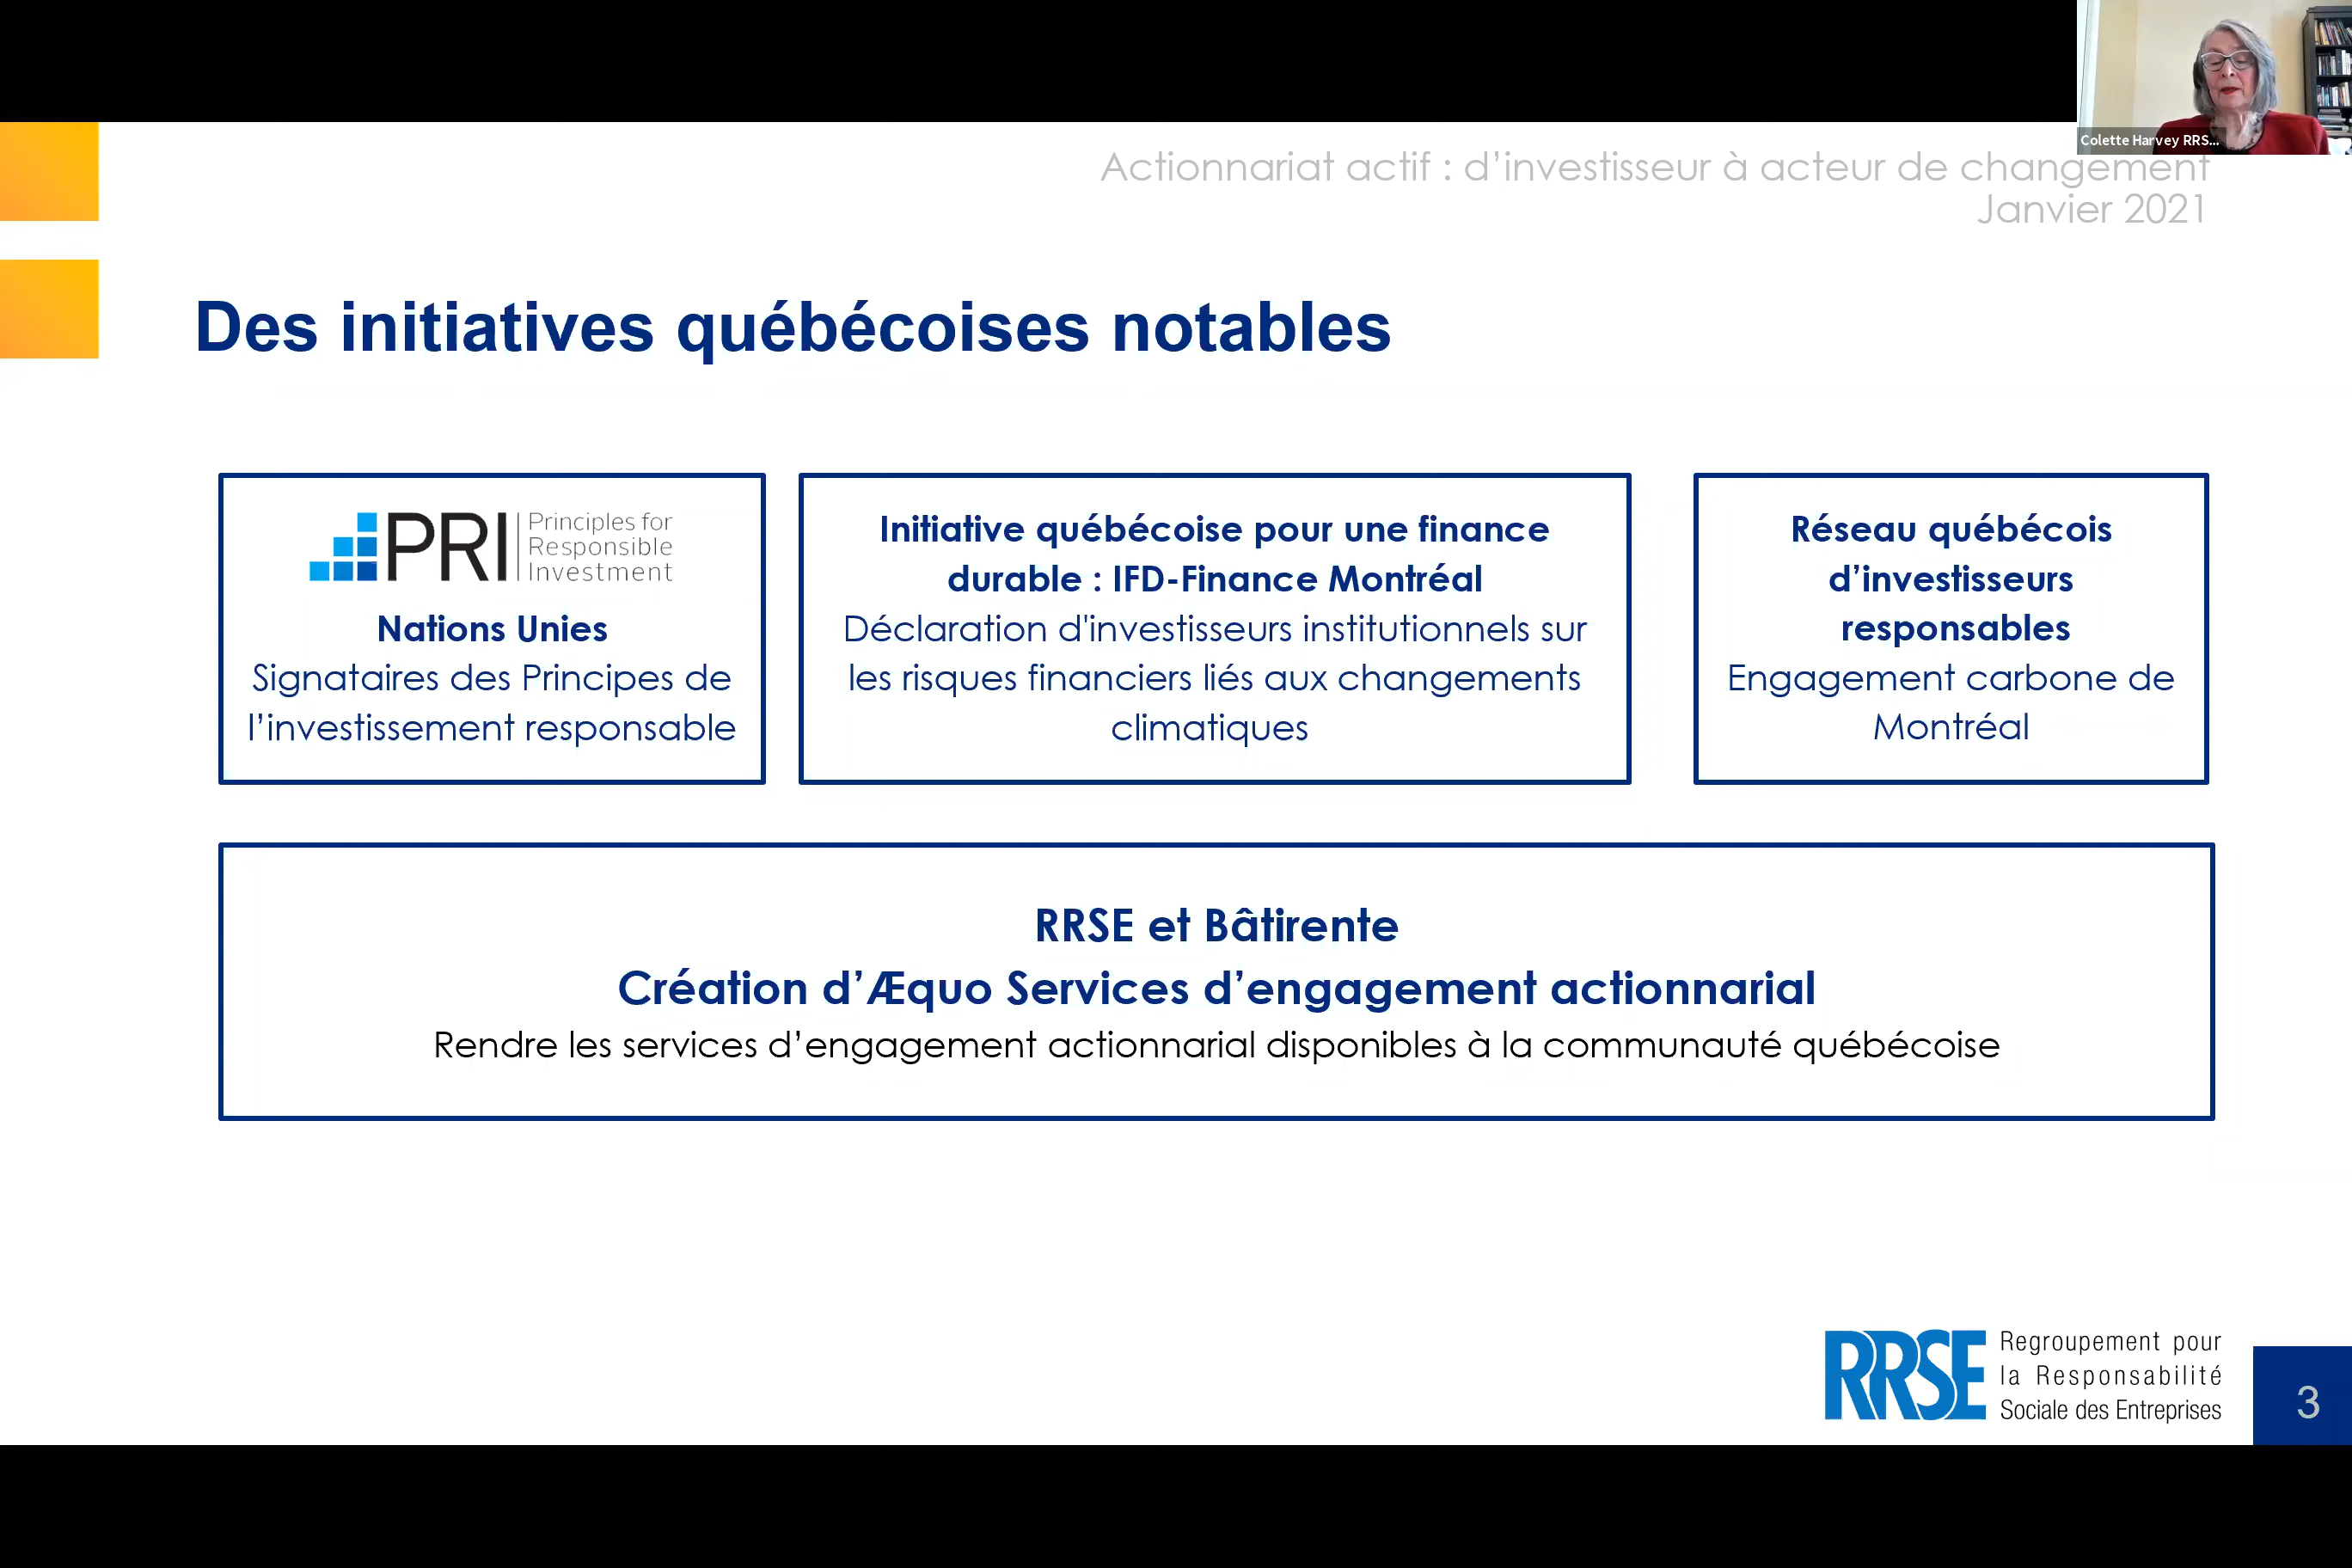 Colette Harvey RRS...
Actionnariat actif : d’investisseur à acteur de changement
Janvier 2021
Des initiatives québécoises notables
PRI
Principles for
Responsible
Investment
Nations Unies
Signataires des Principes de
l’investissement responsable
Initiative québécoise pour une finance
durable : IFD-Finance Montréal
Déclaration d'investisseurs institutionnels sur
les risques financiers liés aux changements
climatiques
Réseau québécois
d’investisseurs
responsables
Engagement carbone de
Montréal
RRSE et Bâtirente
Création d’Æquo Services d’engagement actionnarial
Rendre les services d’engagement actionnarial disponibles à la communauté québécoise
RRSE
Regroupement pour
la Responsabilité
Sociale des Entreprises
3